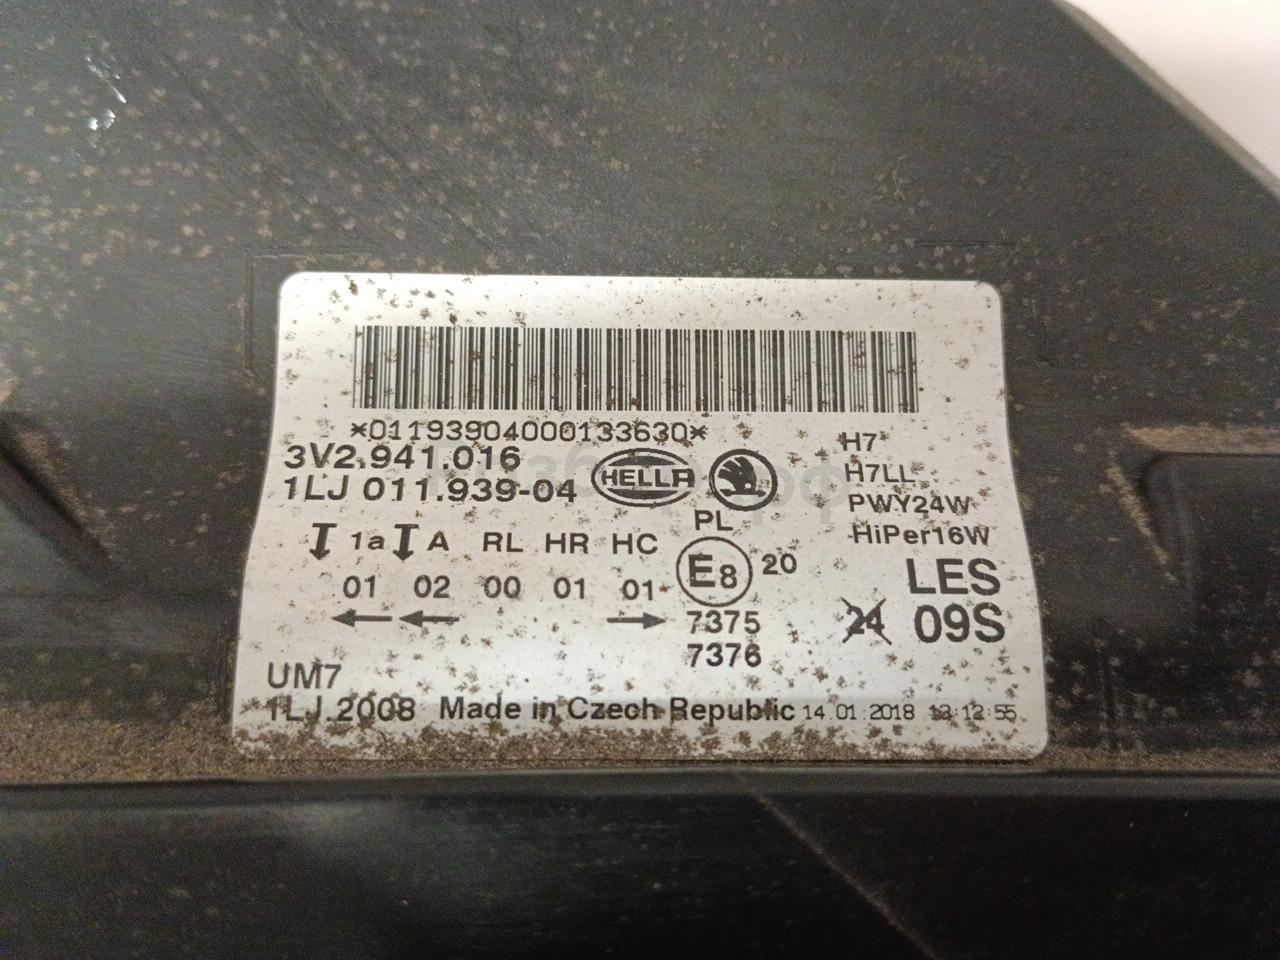 *011939040000133630*
3V2.941.016
1LJ 011.939-04
HELLA
H7
H7LL
PWY24W
HiPer16W
PL
1a A RL HR HC
01 02 00 01 01
E8 20
7375
7376
LES
24 09S
UM7
1LJ.2008 Made in Czech Republic 14.01.2018 13:12:55